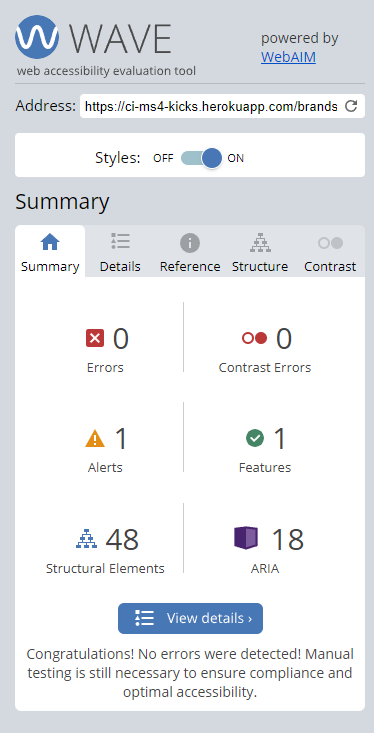 WAVE
web accessibility evaluation tool
powered by
WebAIM
Address: https://ci-ms4-kicks.herokuapp.com/brands
Styles: OFF ON
Summary
Summary Details Reference Structure Contrast
0 0
Errors Contrast Errors
1 1
Alerts Features
48 18
Structural Elements ARIA
View details ›
Congratulations! No errors were detected! Manual
testing is still necessary to ensure compliance and
optimal accessibility.